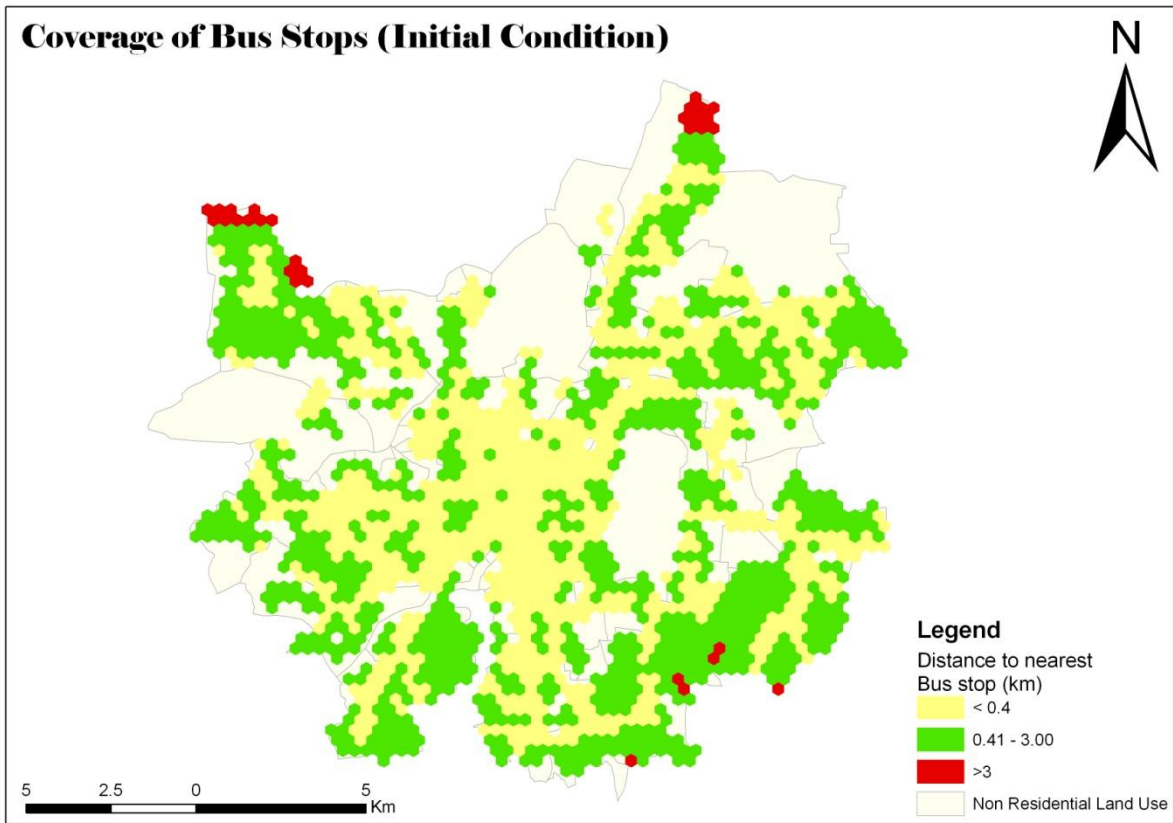 Coverage of Bus Stops (Initial Condition)
N
Legend
Distance to nearest
Bus stop (km)
< 0.4
0.41 - 3.00
>3
Non Residential Land Use
5 2.5 0 5
Km